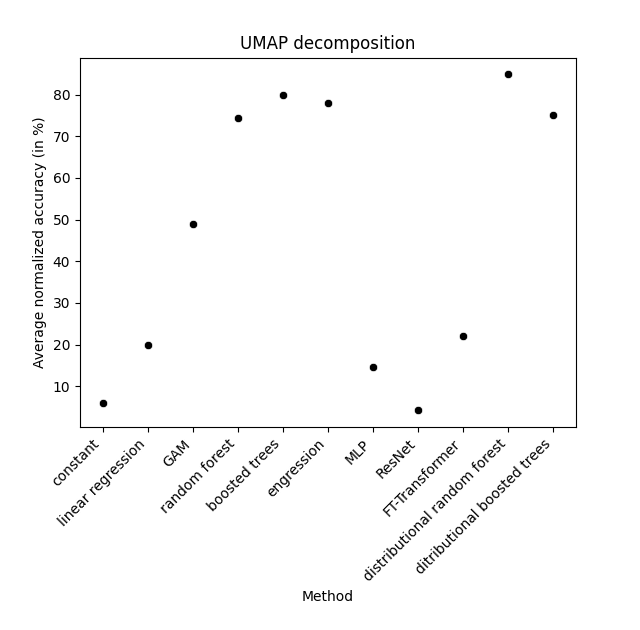 UMAP decomposition
Average normalized accuracy (in %)
80
70
60
50
40
30
20
10
constant
linear regression
GAM
random forest
boosted trees
engression
MLP
ResNet
FT-Transformer
distributional random forest
ditributional boosted trees
Method